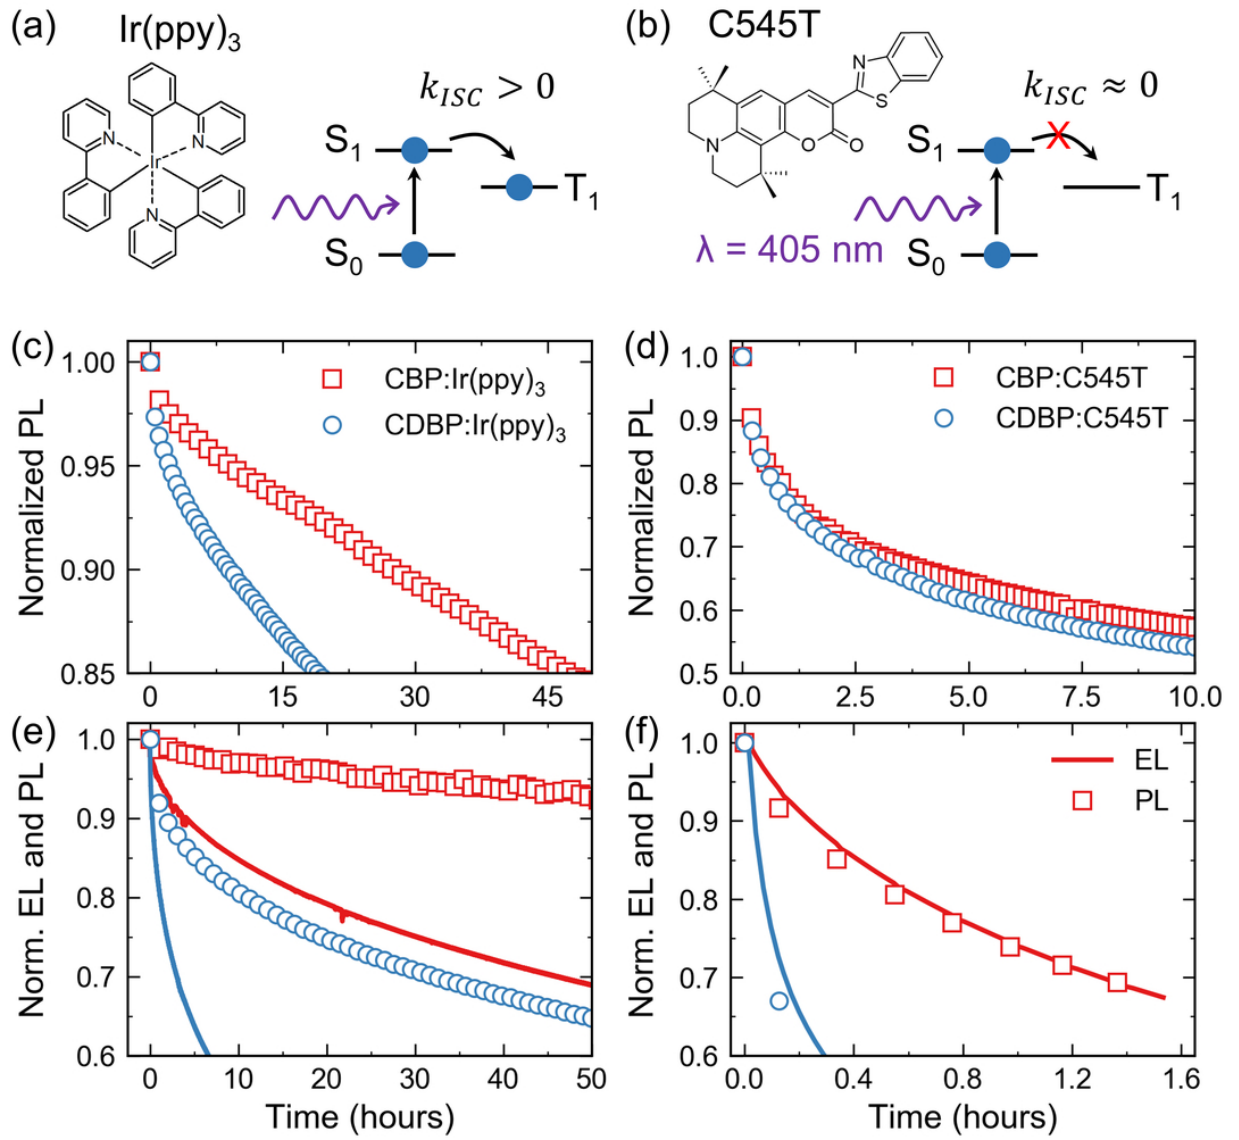 (a) Ir(ppy)₃
k_ISC > 0
N
N
Ir
N
S₁
T₁
S₀
(b) C545T
N
S
N
O
O
k_ISC ≈ 0
S₁
X
T₁
λ = 405 nm
S₀
(c)
Normalized PL
1.00
0.95
0.90
0.85
CBP:Ir(ppy)₃
CDBP:Ir(ppy)₃
0 15 30 45
(d)
Normalized PL
1.0
0.9
0.8
0.7
0.6
0.5
CBP:C545T
CDBP:C545T
0.0 2.5 5.0 7.5 10.0
(e)
Norm. EL and PL
1.0
0.9
0.8
0.7
0.6
0 10 20 30 40 50
Time (hours)
(f)
Norm. EL and PL
1.0
0.9
0.8
0.7
0.6
EL
PL
0.0 0.4 0.8 1.2 1.6
Time (hours)